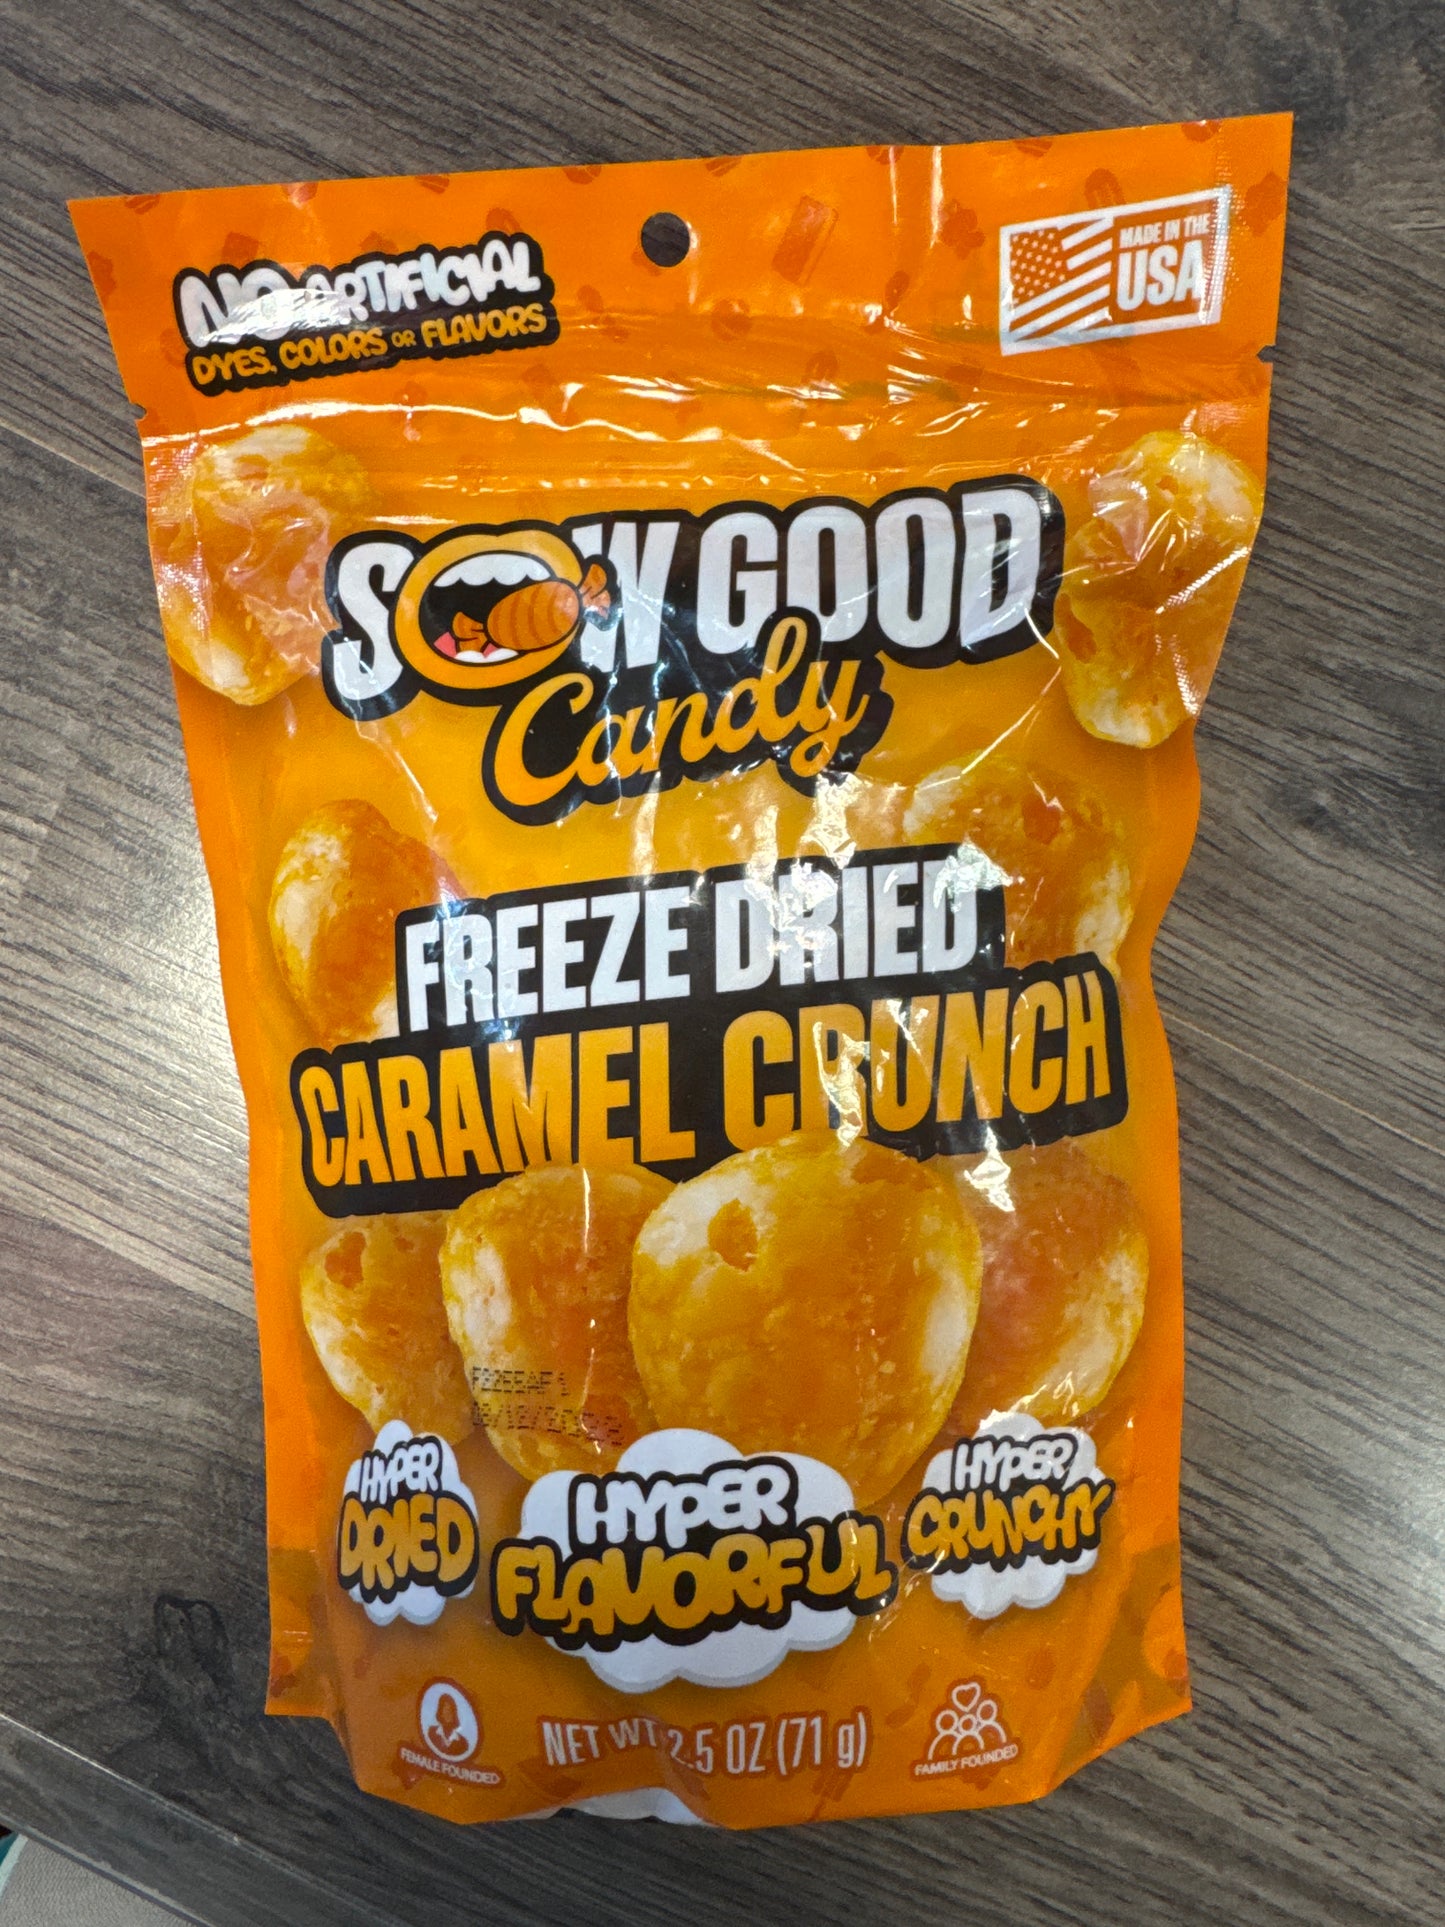 NO ARTIFICIAL
DYES, COLORS OR FLAVORS
MADE IN THE
USA
SOW GOOD
Candy
FREEZE DRIED
CARAMEL CRUNCH
HYPER
DRIED
HYPER
FLAVORFUL
HYPER
CRUNCHY
FEMALE FOUNDED
NET WT 2.5 OZ (71 g)
FAMILY FOUNDED